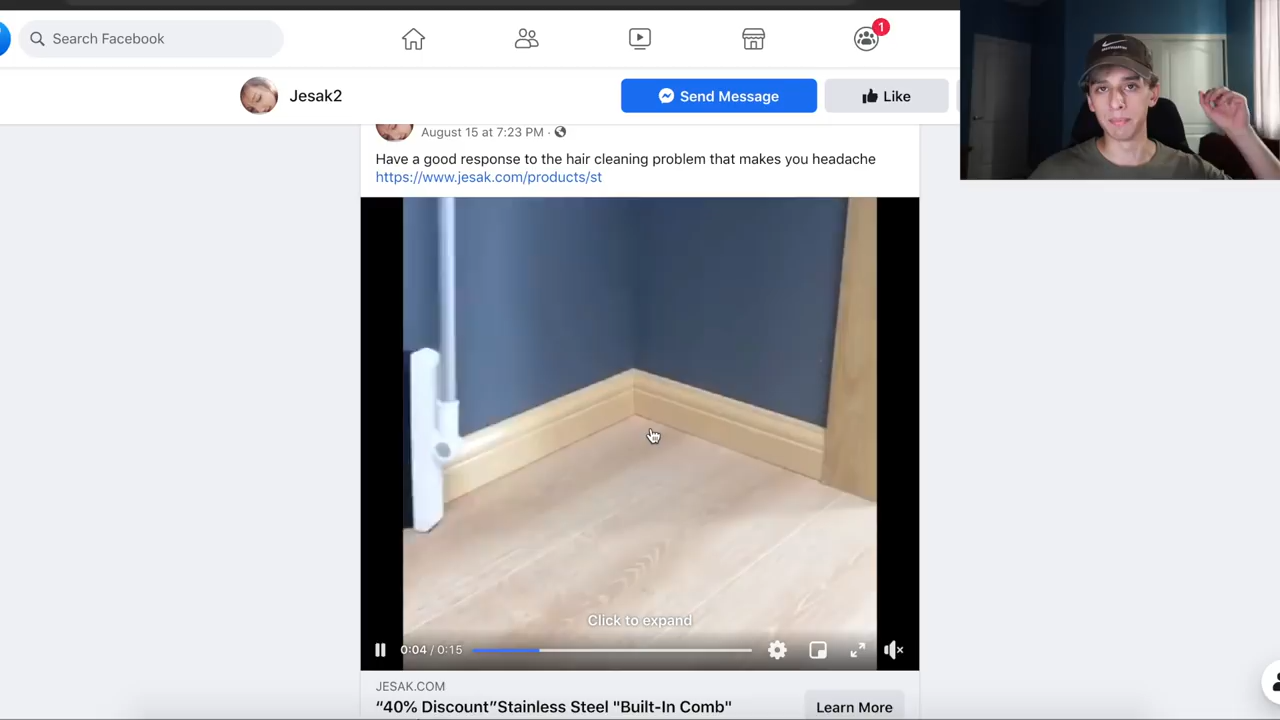 Search Facebook
1
Jesak2
Send Message
Like
August 15 at 7:23 PM ·
Have a good response to the hair cleaning problem that makes you headache
https://www.jesak.com/products/st
Click to expand
0:04 / 0:15
JESAK.COM
“40% Discount”Stainless Steel "Built-In Comb"
Learn More